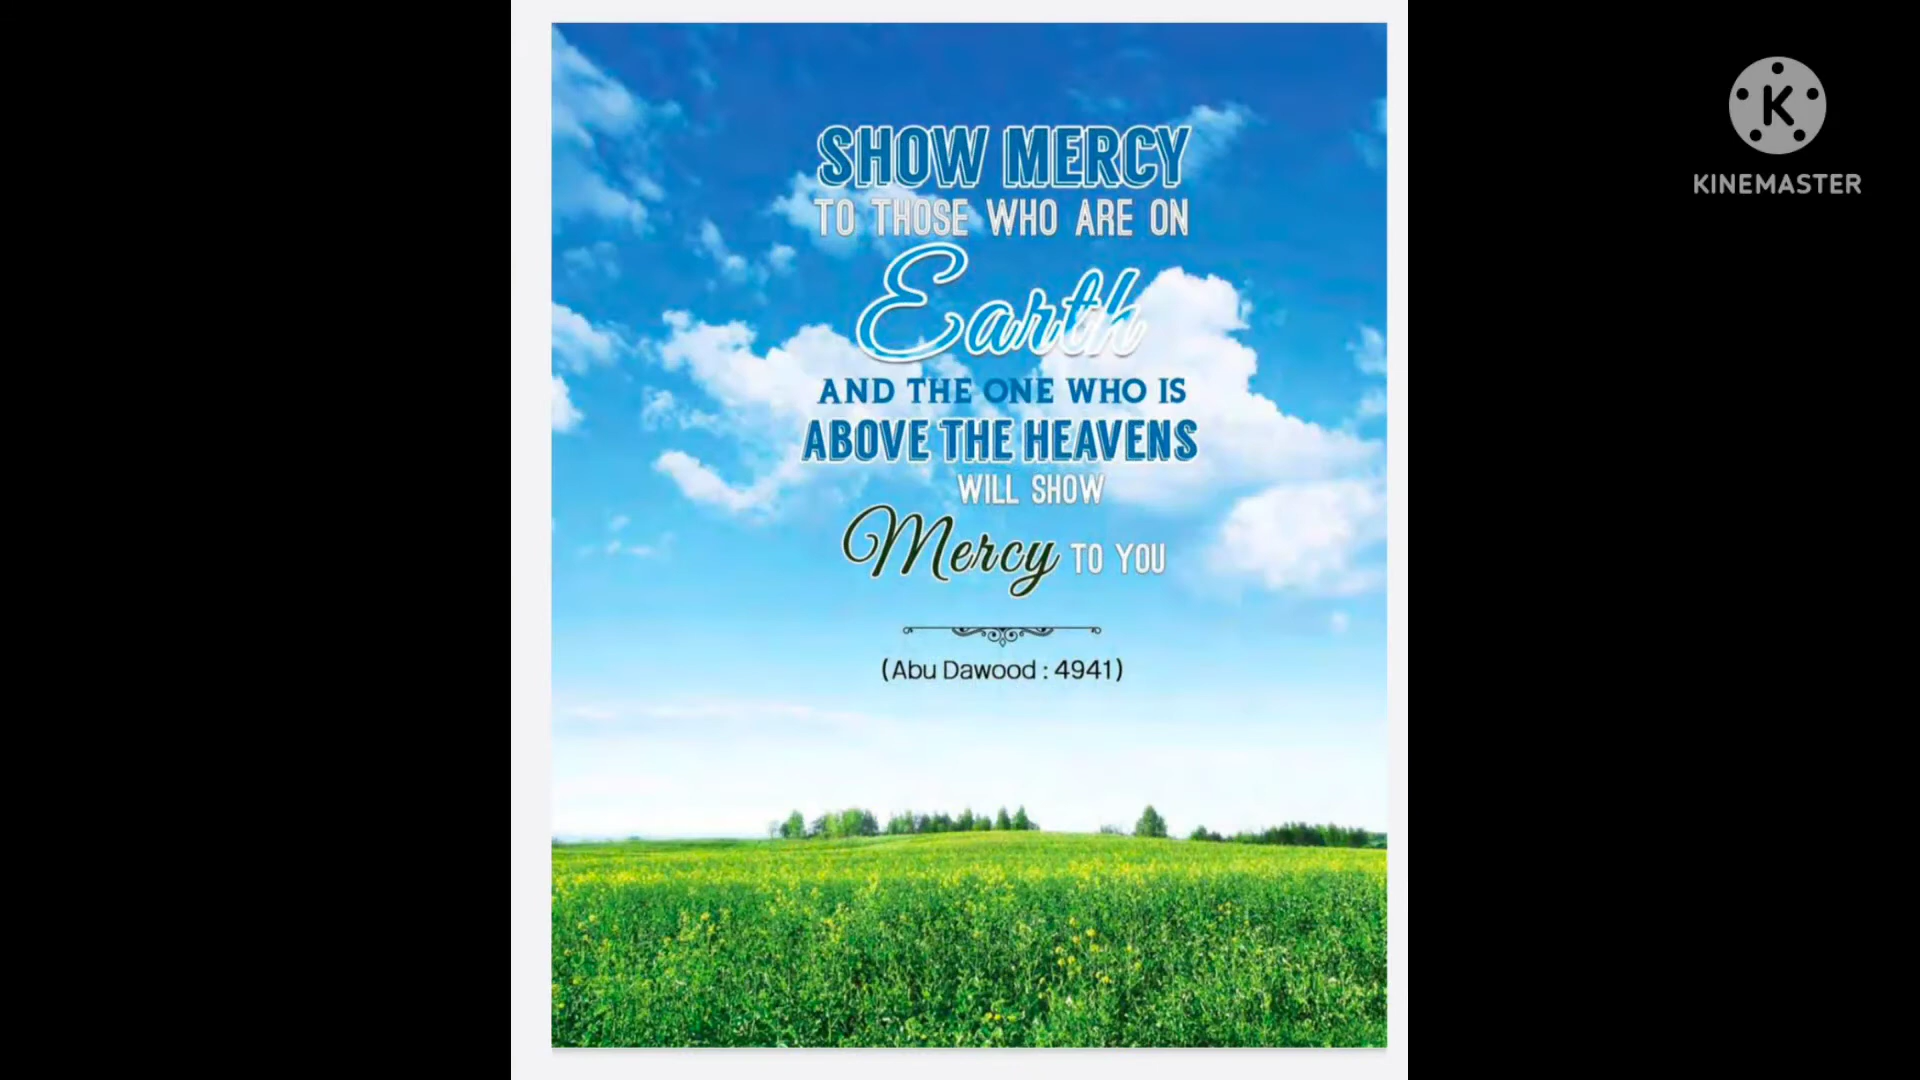 SHOW MERCY
TO THOSE WHO ARE ON
Earth
AND THE ONE WHO IS
ABOVE THE HEAVENS
WILL SHOW
Mercy TO YOU
(Abu Dawood : 4941)
K
KINEMASTER